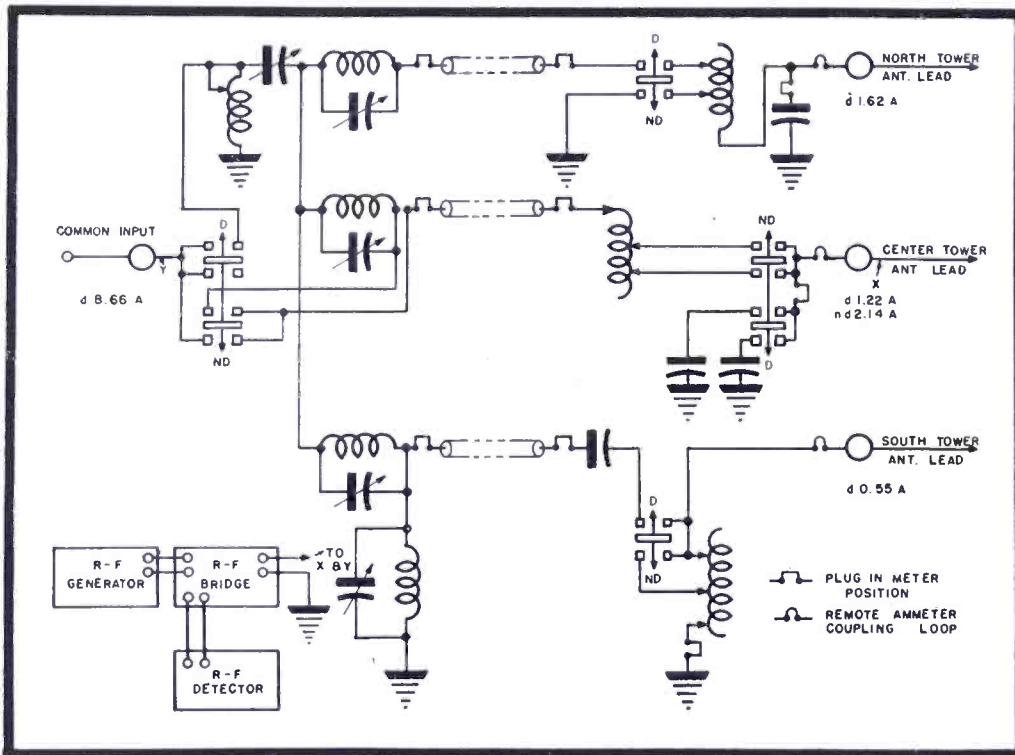 D
ND
NORTH TOWER
ANT. LEAD
d 1.62 A
COMMON INPUT
Y
d 8.66 A
D
ND
ND
D
CENTER TOWER
ANT. LEAD
X
d 1.22 A
nd 2.14 A
D
ND
SOUTH TOWER
ANT. LEAD
d 0.55 A
R-F
GENERATOR
R-F
BRIDGE
TO
X & Y
R-F
DETECTOR
PLUG IN METER
POSITION
REMOTE AMMETER
COUPLING LOOP